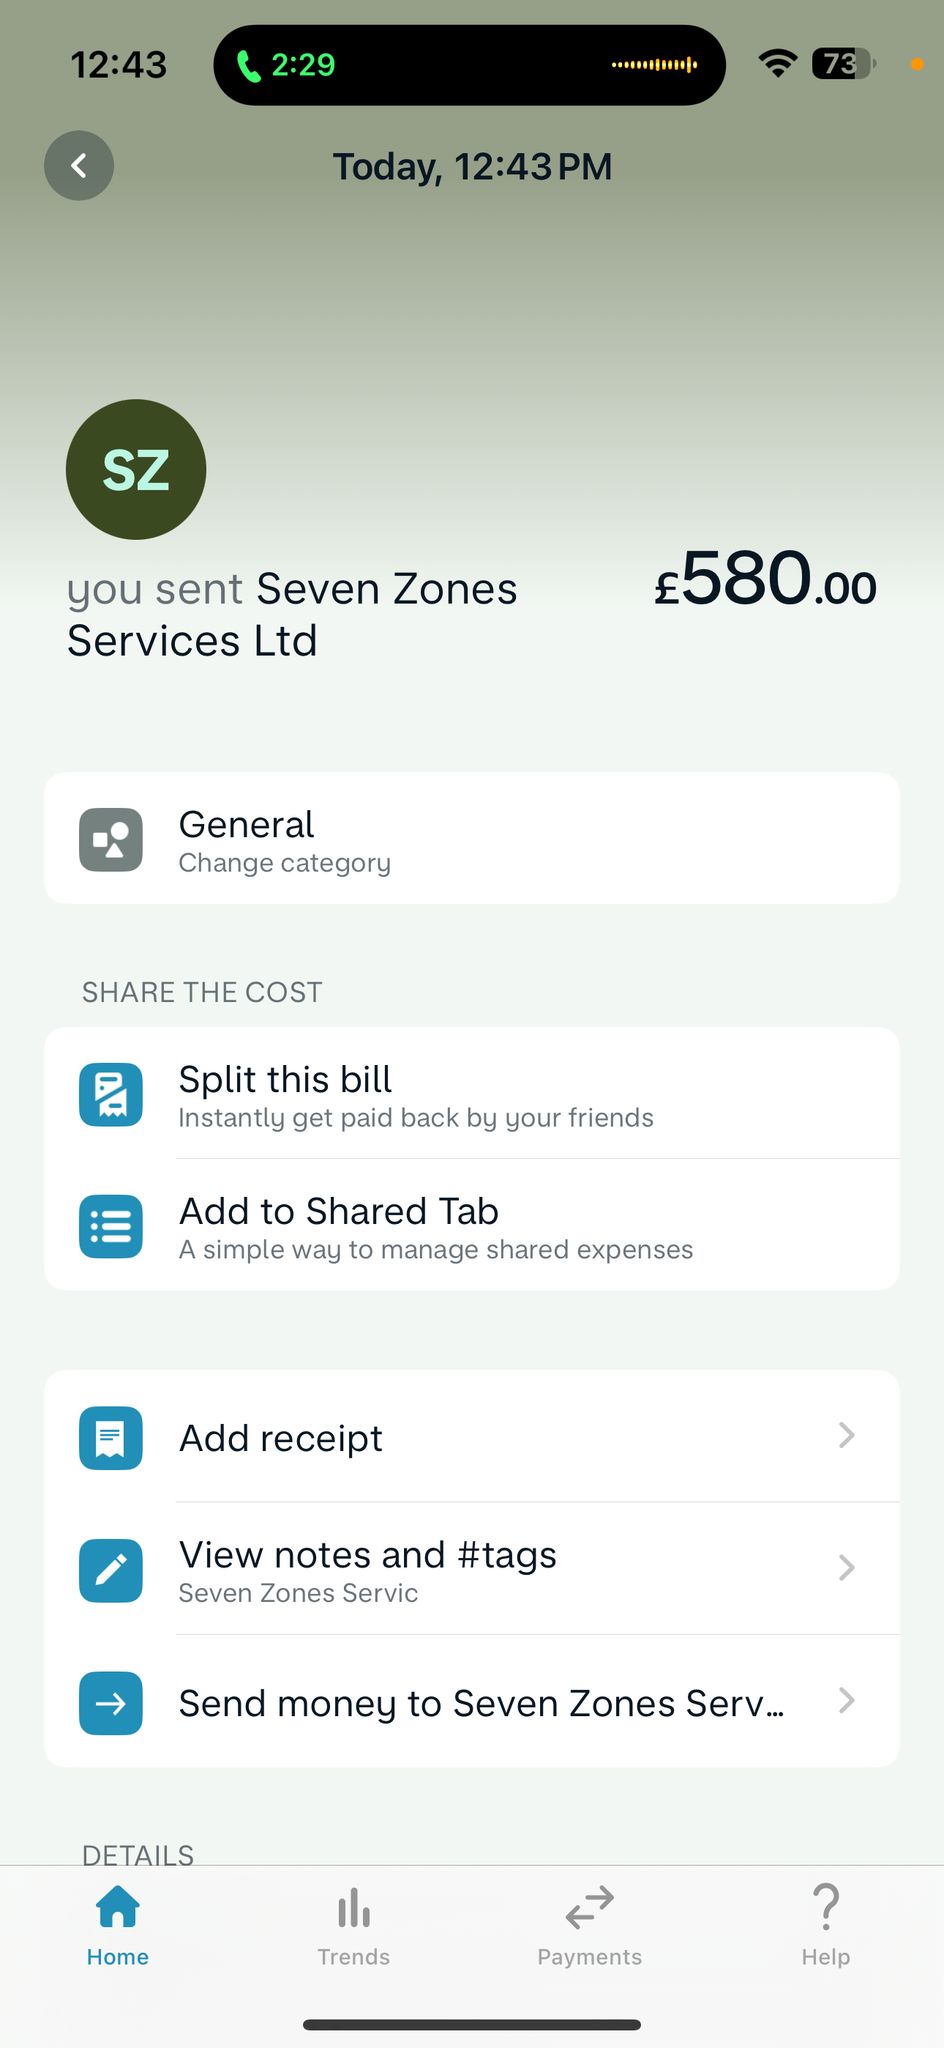 12:43
2:29
73
Today, 12:43 PM
SZ
you sent Seven Zones
Services Ltd
£580.00
General
Change category
SHARE THE COST
Split this bill
Instantly get paid back by your friends
Add to Shared Tab
A simple way to manage shared expenses
Add receipt
View notes and #tags
Seven Zones Servic
Send money to Seven Zones Serv...
DETAILS
Home
Trends
Payments
Help